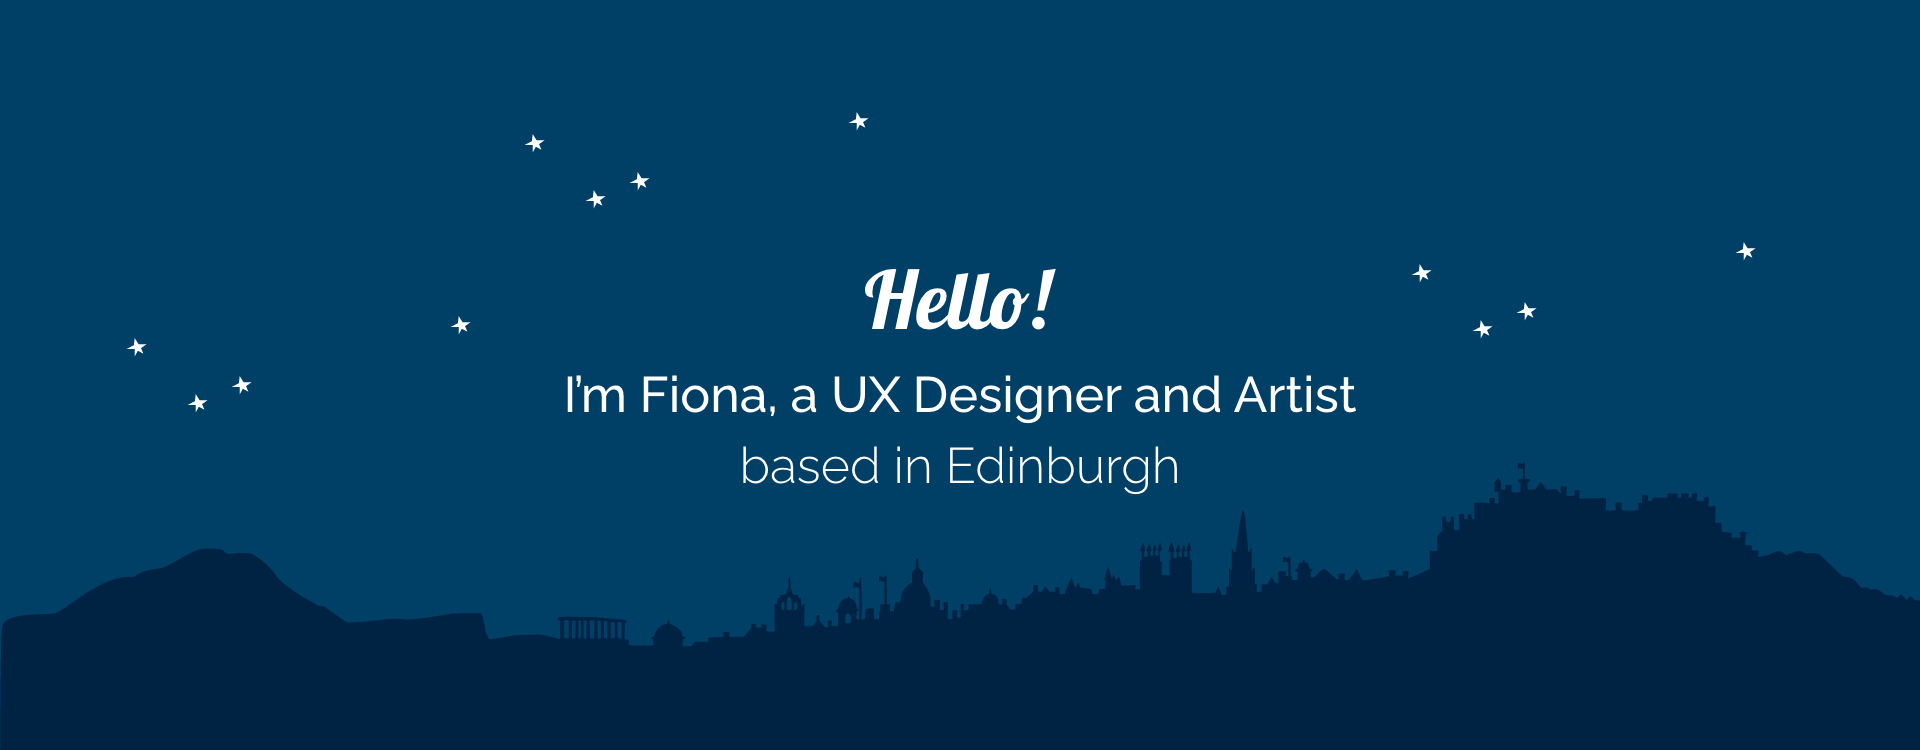 Hello!
I’m Fiona, a UX Designer and Artist
based in Edinburgh